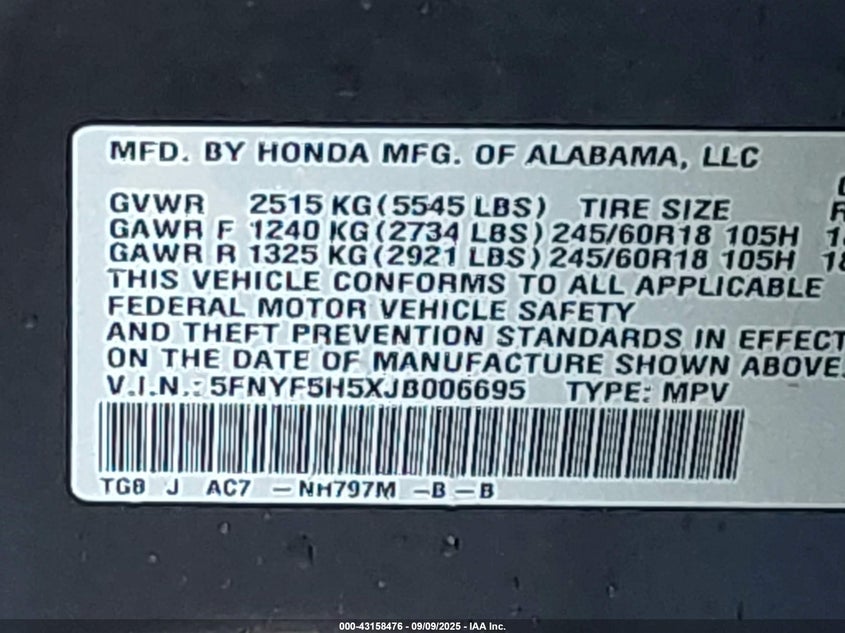 MFD. BY HONDA MFG. OF ALABAMA, LLC
GVWR 2515 KG (5545 LBS) TIRE SIZE
GAWR F 1240 KG (2734 LBS) 245/60R18 105H
GAWR R 1325 KG (2921 LBS) 245/60R18 105H
THIS VEHICLE CONFORMS TO ALL APPLICABLE
FEDERAL MOTOR VEHICLE SAFETY
AND THEFT PREVENTION STANDARDS IN EFFECT
ON THE DATE OF MANUFACTURE SHOWN ABOVE.
V.I.N.: 5FNYF5H5XJB006695 TYPE: MPV
TG8 J AC7 – NH797M – B – B
000-43158476 - 09/09/2025 - IAA Inc.